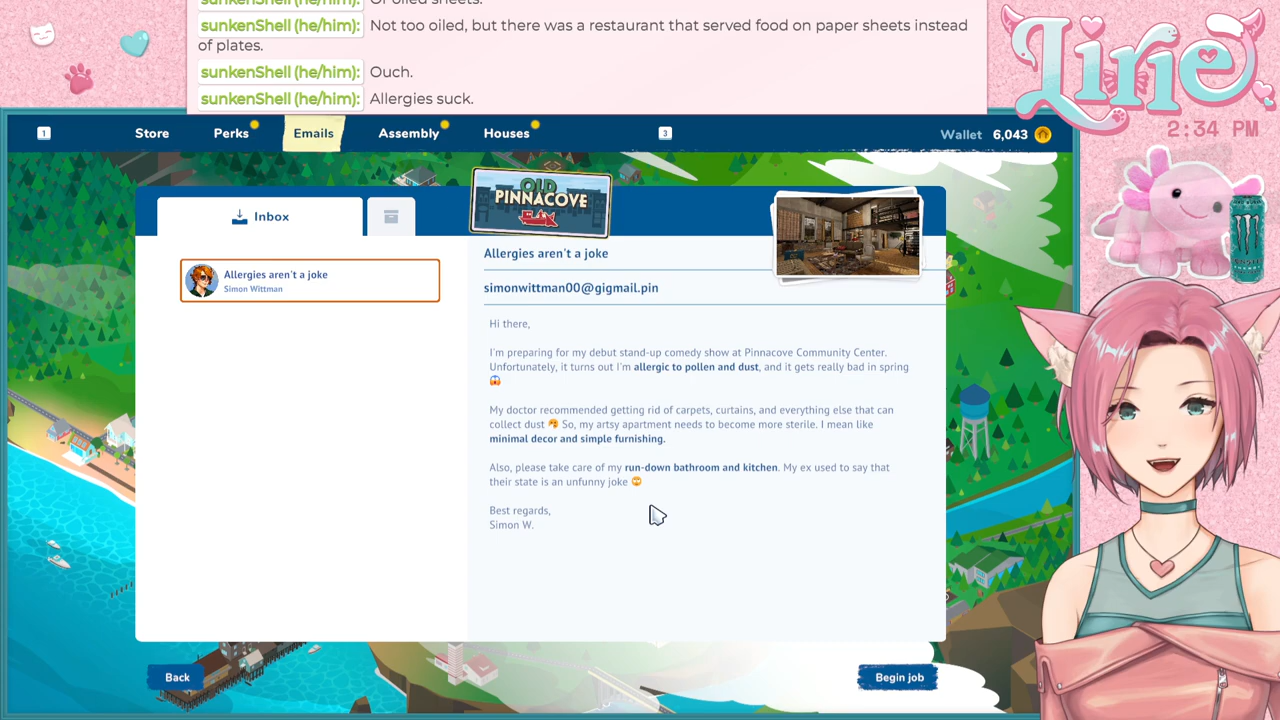 sunkenShell (he/him): Or oiled sheets.
sunkenShell (he/him): Not too oiled, but there was a restaurant that served food on paper sheets instead
of plates.
sunkenShell (he/him): Ouch.
sunkenShell (he/him): Allergies suck.
Lirie
2:34 PM
1
Store
Perks
Emails
Assembly
Houses
3
Wallet 6,043
OLD
PINNACOVE
Inbox
Allergies aren't a joke
Simon Wittman
Allergies aren't a joke
simonwittman00@gigmail.pin
Hi there,
I'm preparing for my debut stand-up comedy show at Pinnacove Community Center.
Unfortunately, it turns out I'm allergic to pollen and dust, and it gets really bad in spring
😱
My doctor recommended getting rid of carpets, curtains, and everything else that can
collect dust 🤧 So, my artsy apartment needs to become more sterile. I mean like
minimal decor and simple furnishing.
Also, please take care of my run-down bathroom and kitchen. My ex used to say that
their state is an unfunny joke 🙄
Best regards,
Simon W.
Back
Begin job